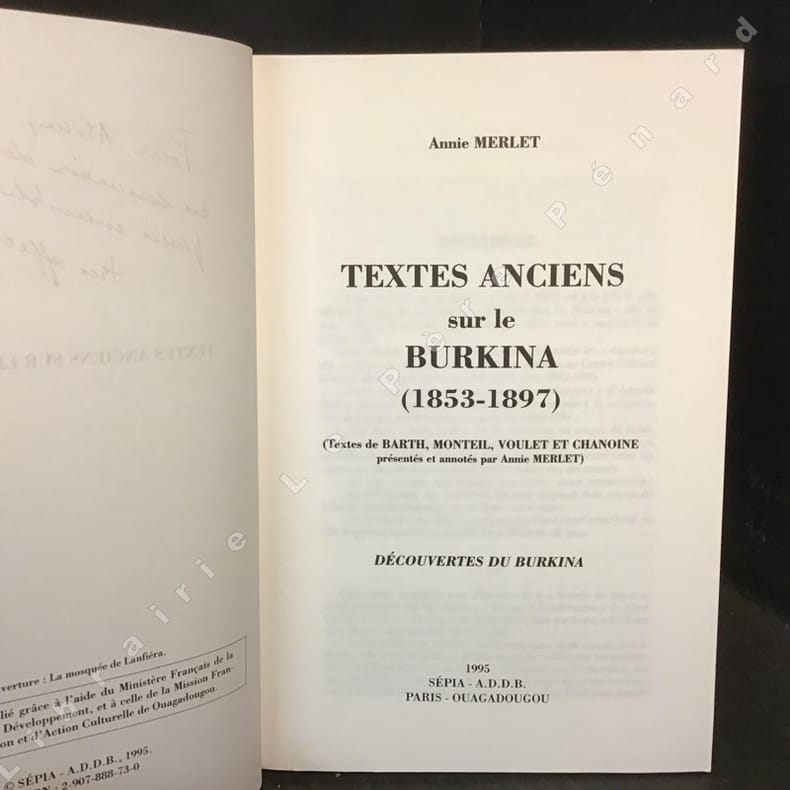 verture : La mosquée de Lanfiéra.
lié grâce à l'aide du Ministère Français de la
Développement, et à celle de la Mission Fran-
on et d'Action Culturelle de Ouagadougou.
© SÉPIA - A.D.D.B., 1995.
2-907-888-73-0
Annie MERLET
TEXTES ANCIENS
sur le
BURKINA
(1853-1897)
(Textes de BARTH, MONTEIL, VOULET ET CHANOINE
présentés et annotés par Annie MERLET)
DÉCOUVERTES DU BURKINA
1995
SÉPIA - A.D.D.B.
PARIS - OUAGADOUGOU
Librairie Le Père Pénard